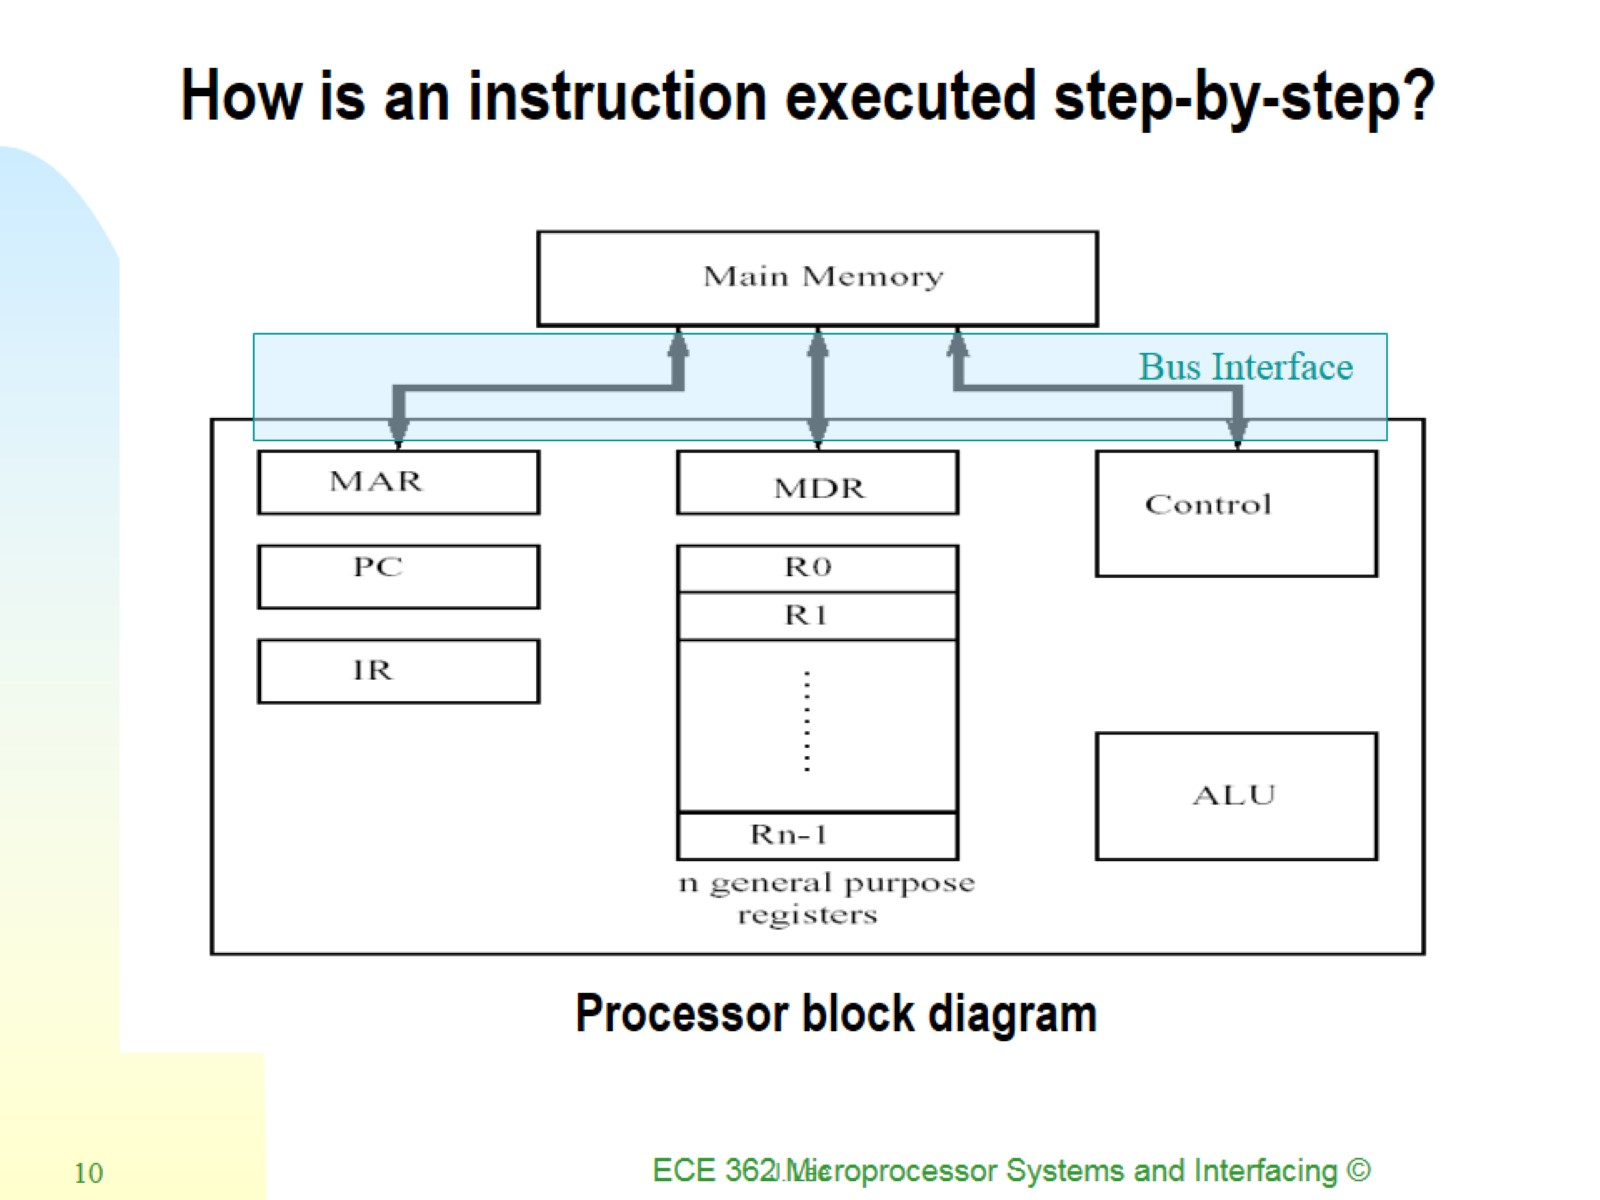 How is an instruction executed step-by-step?
Main Memory
Bus Interface
MAR
MDR
Control
PC
R0
R1
IR
ALU
Rn-1
n general purpose
registers
Processor block diagram
10
ECE 362 Microprocessor Systems and Interfacing ©